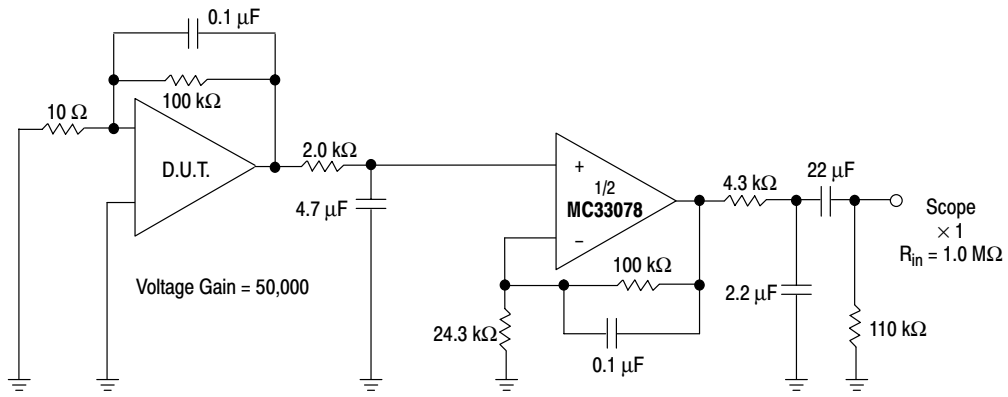 0.1 µF
100 kΩ
10 Ω
D.U.T.
2.0 kΩ
4.7 µF
Voltage Gain = 50,000
+
1/2
MC33078
−
100 kΩ
24.3 kΩ
0.1 µF
4.3 kΩ
22 µF
2.2 µF
110 kΩ
Scope
× 1
Rin = 1.0 MΩ